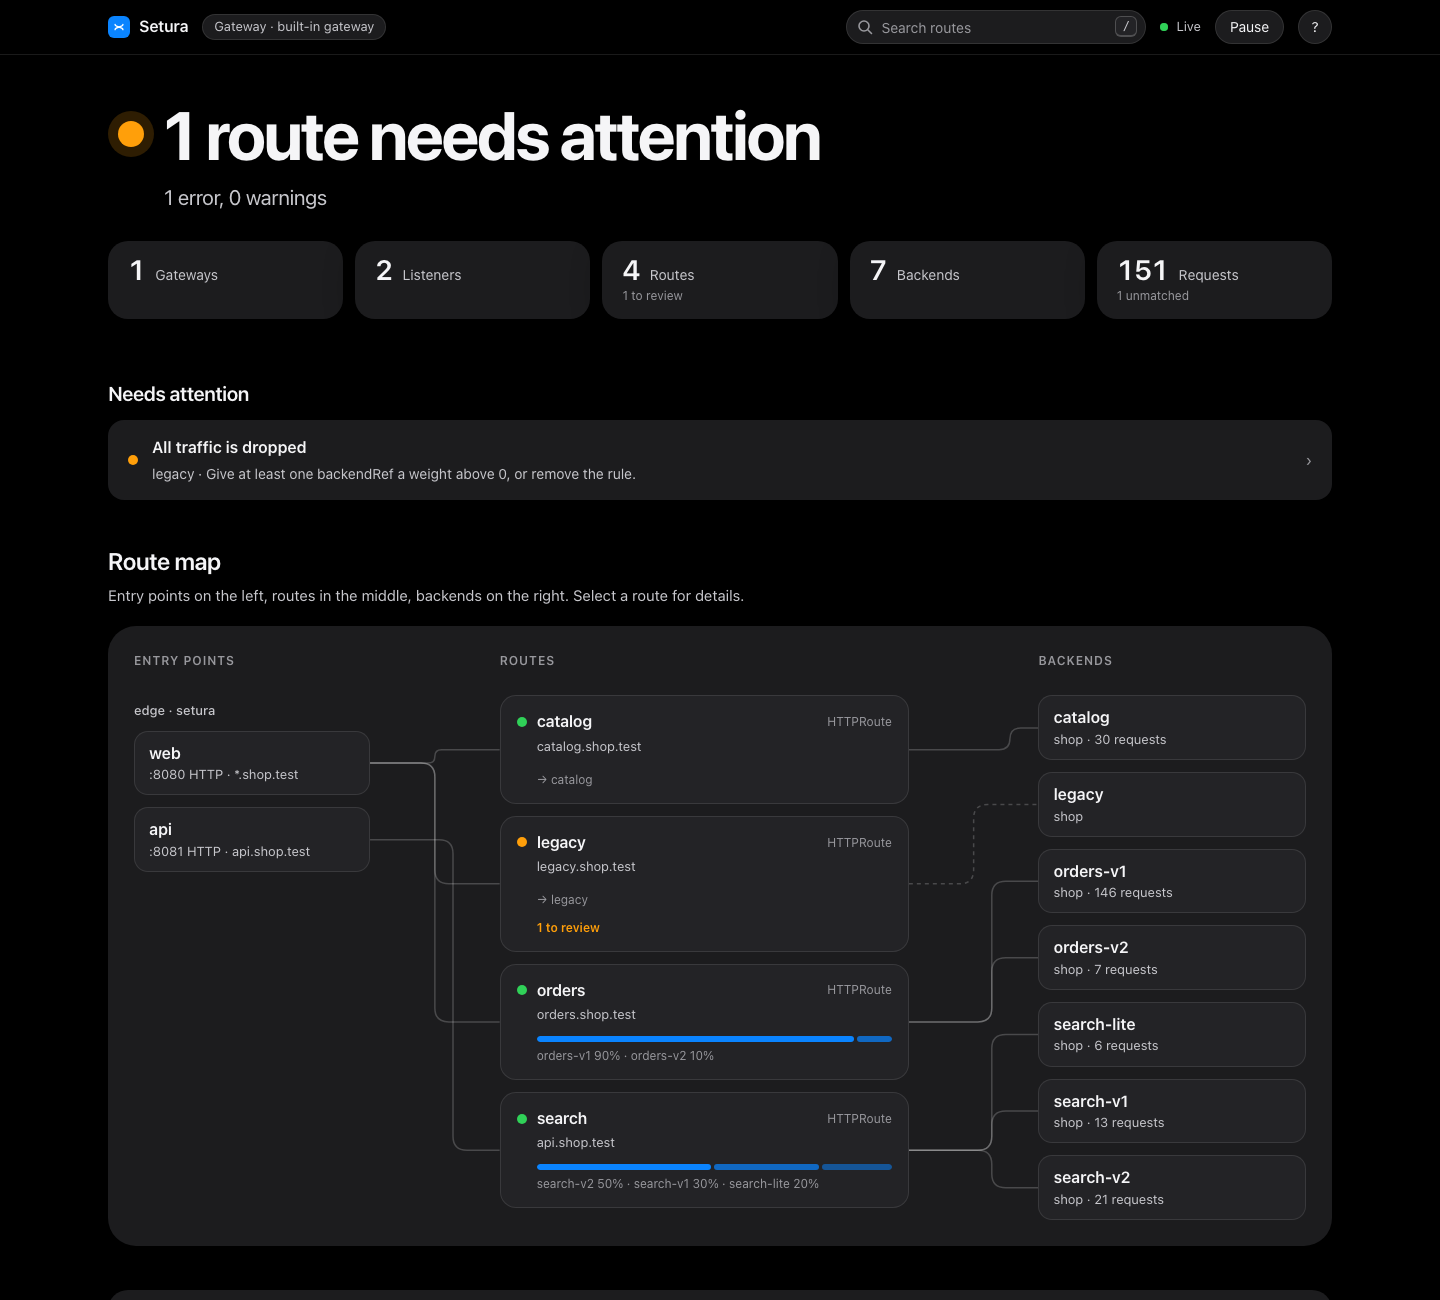 Setura
Gateway · built-in gateway
Search routes
/
Live
Pause
?
1 route needs attention
1 error, 0 warnings
1 Gateways
2 Listeners
4 Routes
1 to review
7 Backends
151 Requests
1 unmatched
Needs attention
All traffic is dropped
legacy · Give at least one backendRef a weight above 0, or remove the rule.
›
Route map
Entry points on the left, routes in the middle, backends on the right. Select a route for details.
ENTRY POINTS
edge · setura
web
:8080 HTTP · *.shop.test
api
:8081 HTTP · api.shop.test
ROUTES
catalog
HTTPRoute
catalog.shop.test
→ catalog
legacy
HTTPRoute
legacy.shop.test
→ legacy
1 to review
orders
HTTPRoute
orders.shop.test
orders-v1 90% · orders-v2 10%
search
HTTPRoute
api.shop.test
search-v2 50% · search-v1 30% · search-lite 20%
BACKENDS
catalog
shop · 30 requests
legacy
shop
orders-v1
shop · 146 requests
orders-v2
shop · 7 requests
search-lite
shop · 6 requests
search-v1
shop · 13 requests
search-v2
shop · 21 requests